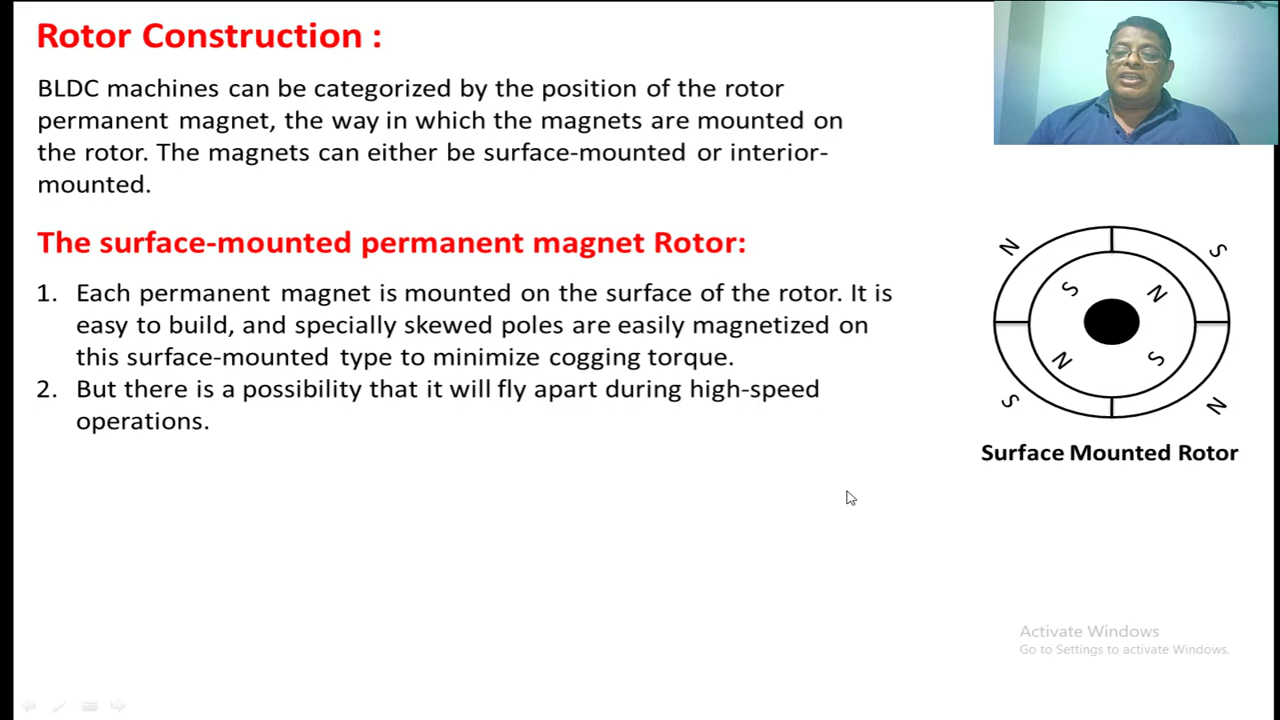 Rotor Construction :
BLDC machines can be categorized by the position of the rotor
permanent magnet, the way in which the magnets are mounted on
the rotor. The magnets can either be surface-mounted or interior-
mounted.
The surface-mounted permanent magnet Rotor:
1. Each permanent magnet is mounted on the surface of the rotor. It is
easy to build, and specially skewed poles are easily magnetized on
this surface-mounted type to minimize cogging torque.
2. But there is a possibility that it will fly apart during high-speed
operations.
N S
S N
N S
S N
Surface Mounted Rotor
Activate Windows
Go to Settings to activate Windows.